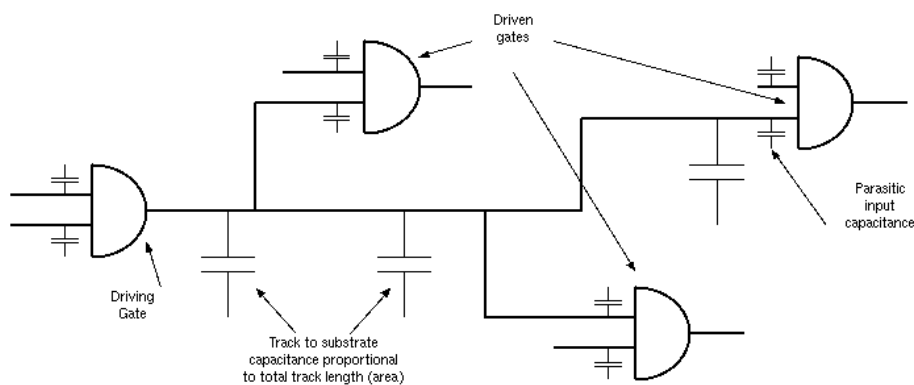 Driven
gates
Parasitic
input
capacitance
Driving
Gate
Track to substrate
capacitance proportional
to total track length (area)